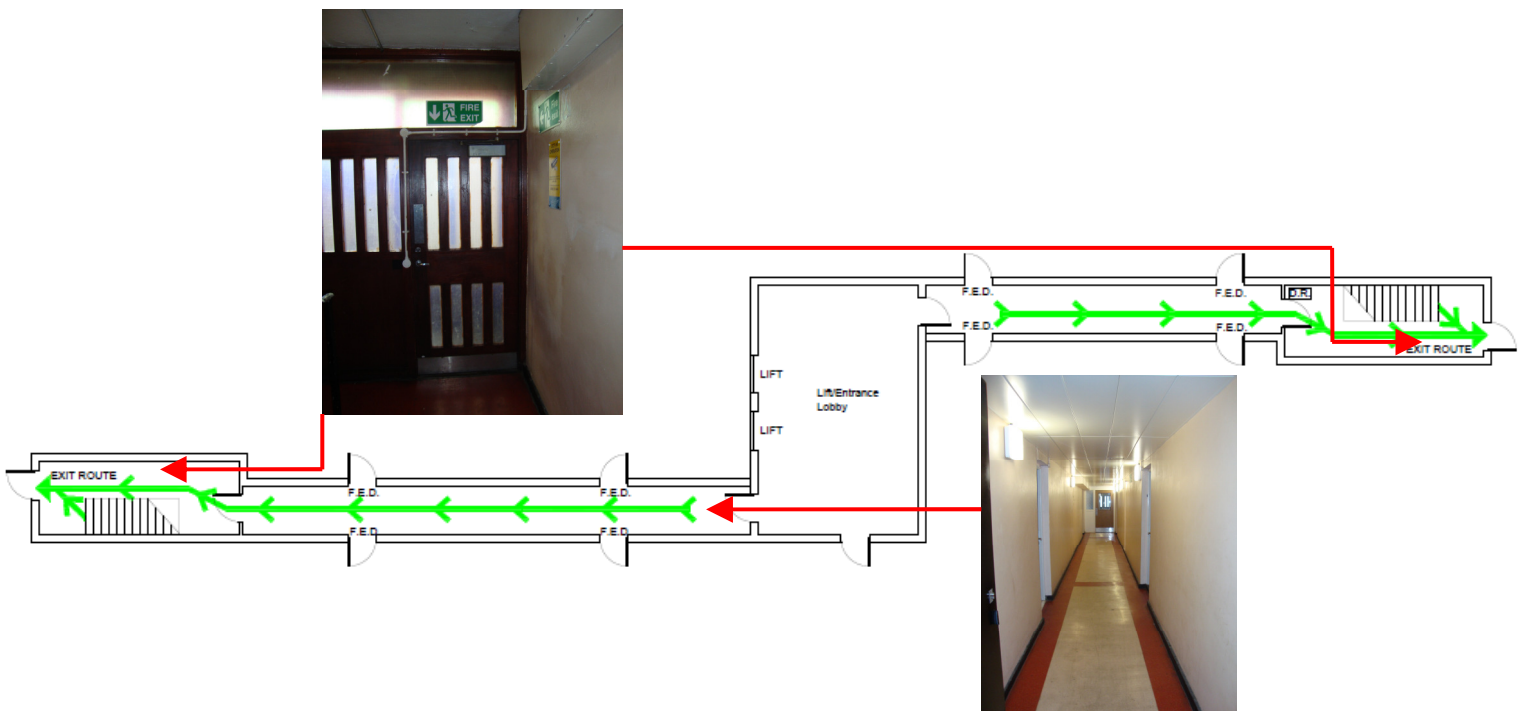 FIRE
EXIT
F.E.D.
F.E.D.
D.R.
F.E.D.
F.E.D.
EXIT ROUTE
LIFT
Lift/Entrance
Lobby
LIFT
EXIT ROUTE
F.E.D.
F.E.D.
F.E.D
F.E.D